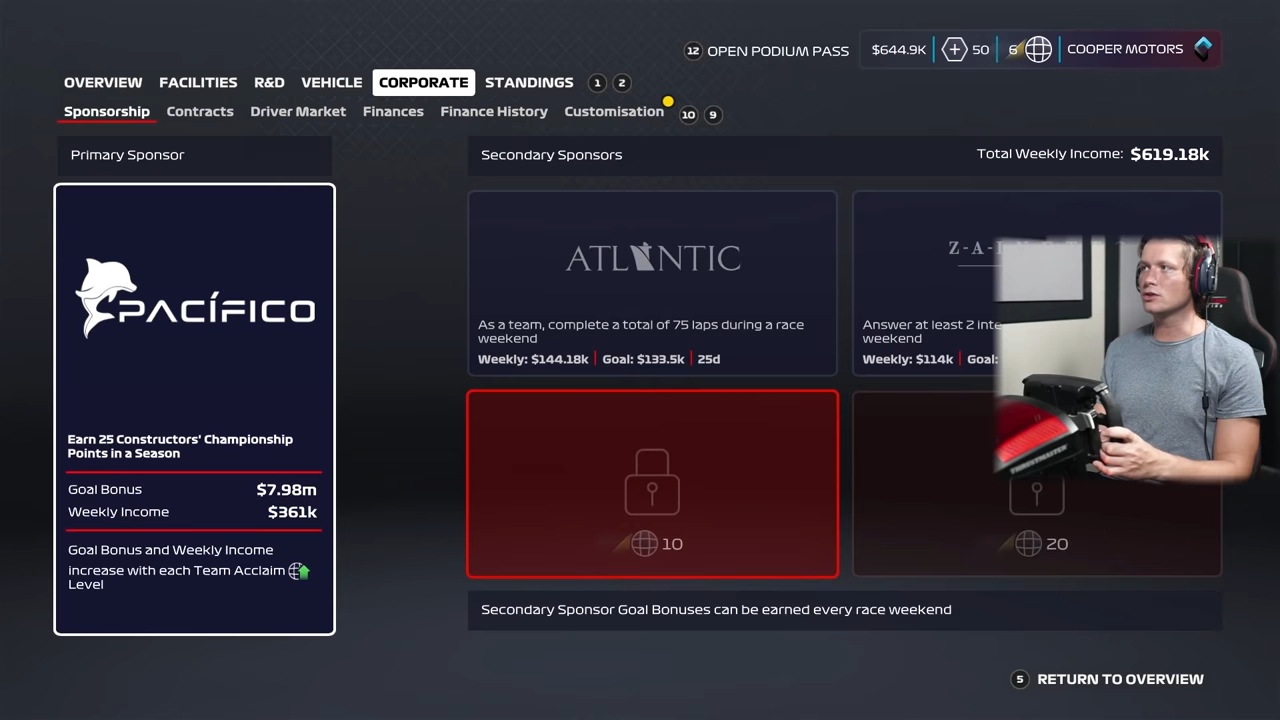 12 OPEN PODIUM PASS $644.9K 50 6 COOPER MOTORS
OVERVIEW FACILITIES R&D VEHICLE CORPORATE STANDINGS 1 2
Sponsorship Contracts Driver Market Finances Finance History Customisation 10 9
Primary Sponsor
PACÍFICO
Earn 25 Constructors' Championship
Points in a Season
Goal Bonus $7.98m
Weekly Income $361k
Goal Bonus and Weekly Income
increase with each Team Acclaim
Level
Secondary Sponsors Total Weekly Income: $619.18k
ATLANTIC
As a team, complete a total of 75 laps during a race
weekend
Weekly: $144.18k Goal: $133.5k 25d
Answer at least 2
weekend
Weekly: $114k Goal:
10
20
THRUSTMASTER
Secondary Sponsor Goal Bonuses can be earned every race weekend
5 RETURN TO OVERVIEW